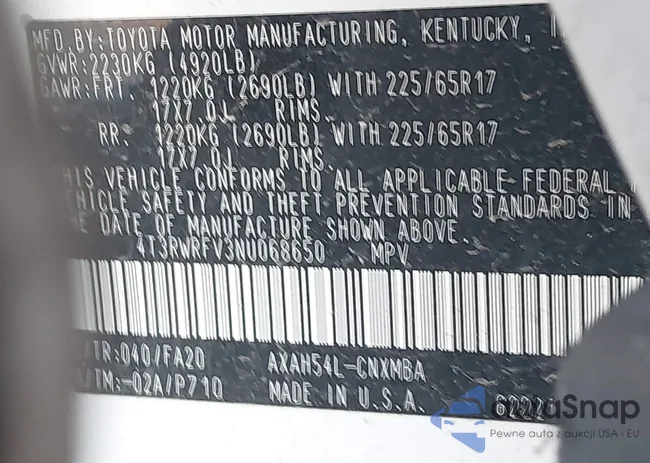 MFD. BY: TOYOTA MOTOR MANUFACTURING, KENTUCKY,
GVWR: 2230KG (4920LB)
GAWR: FRT. 1220KG (2690LB) WITH 225/65R17
17X7.0J RIMS.
RR. 1220KG (2690LB) WITH 225/65R17
17X7.0J RIMS.
THIS VEHICLE CONFORMS TO ALL APPLICABLE FEDERAL
VEHICLE SAFETY AND THEFT PREVENTION STANDARDS IN
THE DATE OF MANUFACTURE SHOWN ABOVE.
4T3RWRFV3NU068650 MPV
/TR: 040/FA20 AXAH54L-CNXMBA
/TM: -02A/P710 MADE IN U.S.A.
Pewne auta z aukcji USA i EU